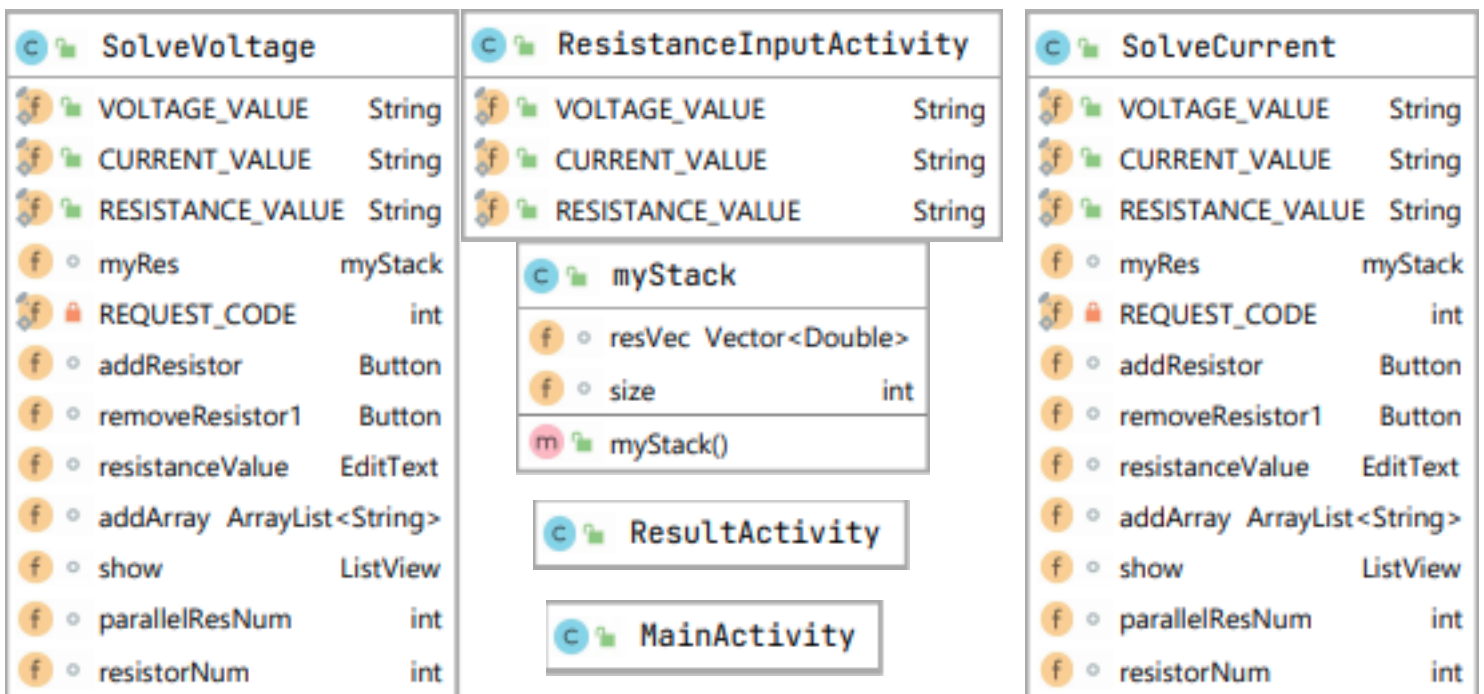 SolveVoltage
VOLTAGE_VALUE String
CURRENT_VALUE String
RESISTANCE_VALUE String
myRes myStack
REQUEST_CODE int
addResistor Button
removeResistor1 Button
resistanceValue EditText
addArray ArrayList<String>
show ListView
parallelResNum int
resistorNum int
ResistanceInputActivity
VOLTAGE_VALUE String
CURRENT_VALUE String
RESISTANCE_VALUE String
myStack
resVec Vector<Double>
size int
myStack()
ResultActivity
MainActivity
SolveCurrent
VOLTAGE_VALUE String
CURRENT_VALUE String
RESISTANCE_VALUE String
myRes myStack
REQUEST_CODE int
addResistor Button
removeResistor1 Button
resistanceValue EditText
addArray ArrayList<String>
show ListView
parallelResNum int
resistorNum int